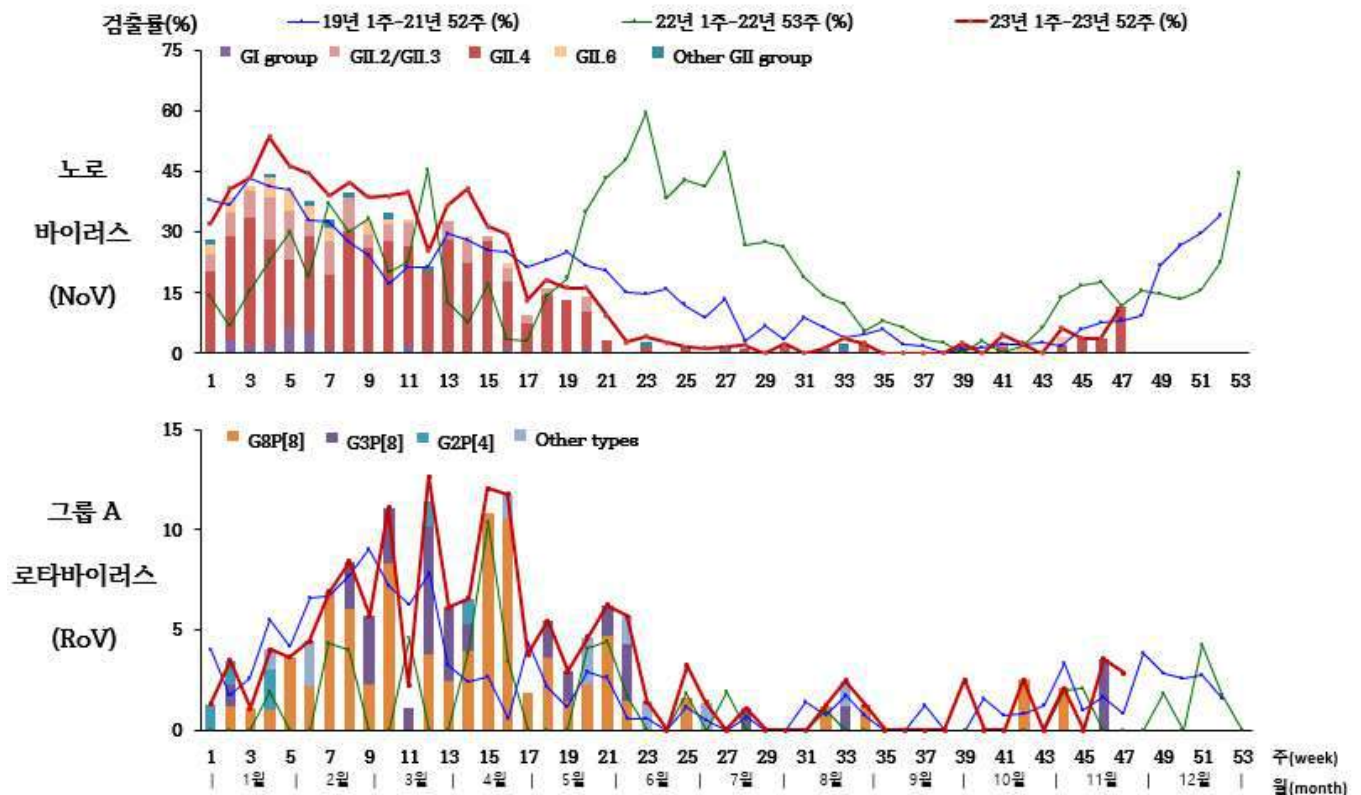 검출률(%)
19년 1주-21년 52주 (%)
22년 1주-22년 53주 (%)
23년 1주-23년 52주 (%)
GI group
GII.2/GII.3
GII.4
GII.6
Other GII group
75
60
45
30
15
0
노로
바이러스
(NoV)
1 3 5 7 9 11 13 15 17 19 21 23 25 27 29 31 33 35 37 39 41 43 45 47 49 51 53
G8P[8]
G3P[8]
G2P[4]
Other types
15
10
5
0
그룹 A
로타바이러스
(RoV)
1 3 5 7 9 11 13 15 17 19 21 23 25 27 29 31 33 35 37 39 41 43 45 47 49 51 53 주(week)
| 1월 | 2월 | 3월 | 4월 | 5월 | 6월 | 7월 | 8월 | 9월 | 10월 | 11월 | 12월 | 월(month)